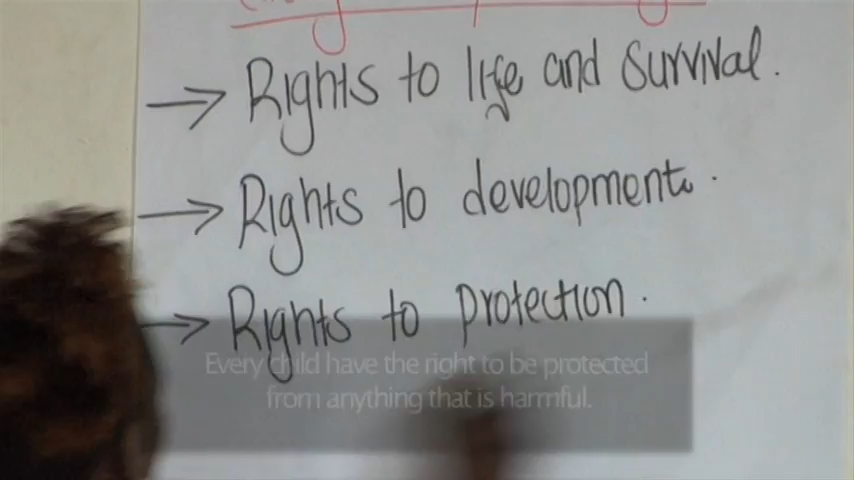 → Rights to life and survival.
→ Rights to development.
→ Rights to protection.
Every child have the right to be protected
from anything that is harmful.